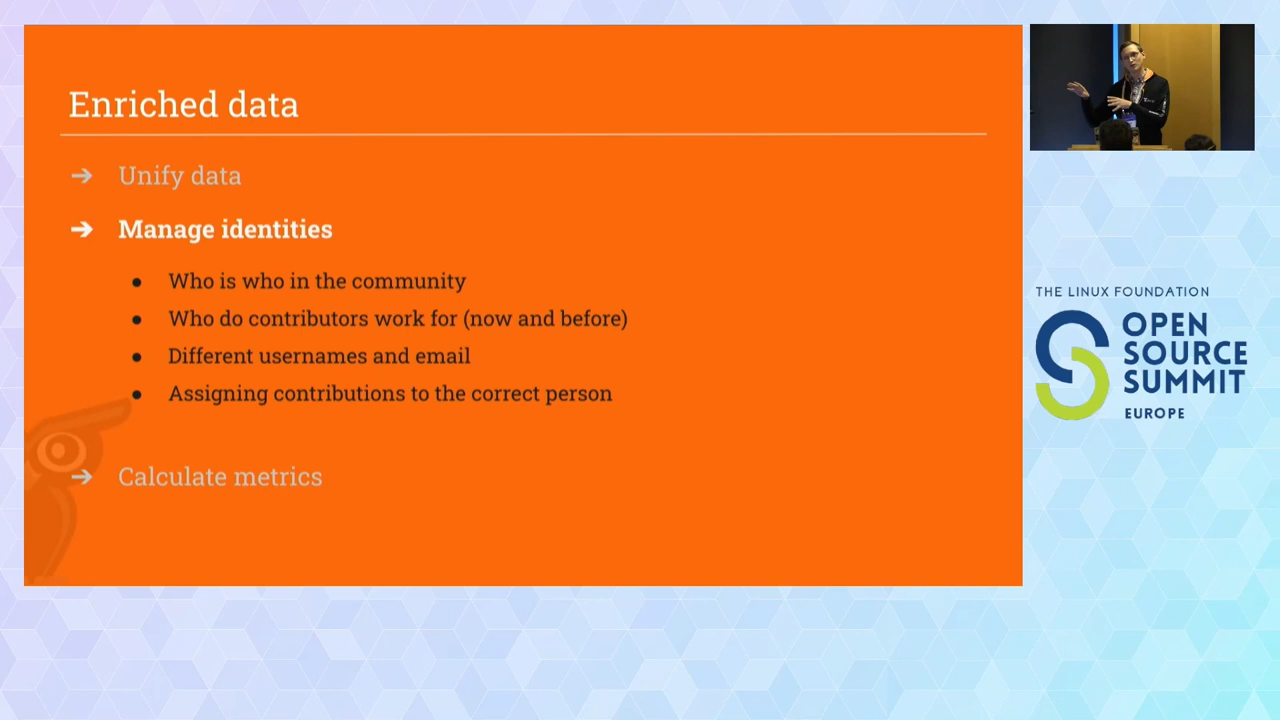 Enriched data
➔ Unify data
➔ Manage identities
● Who is who in the community
● Who do contributors work for (now and before)
● Different usernames and email
● Assigning contributions to the correct person
➔ Calculate metrics
THE LINUX FOUNDATION
OPEN
SOURCE
SUMMIT
EUROPE